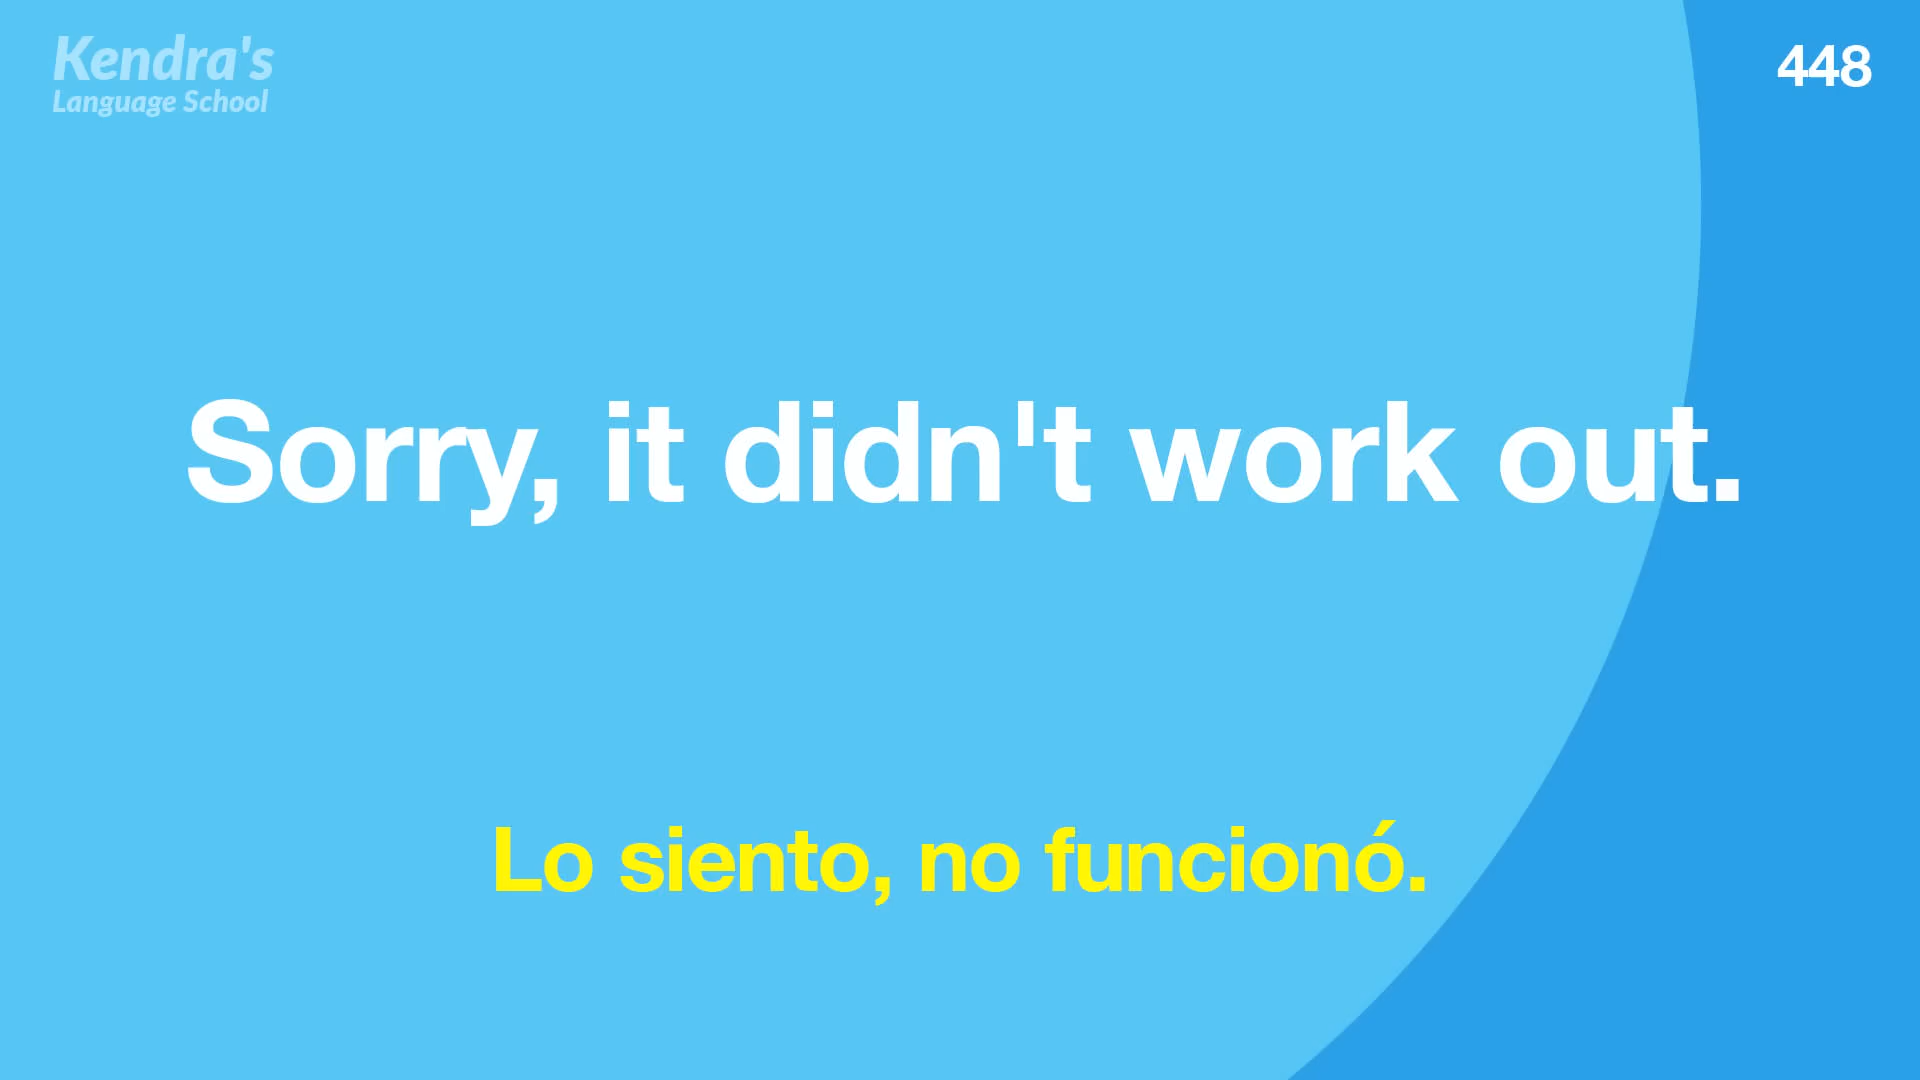 Kendra's
Language School
448
Sorry, it didn't work out.
Lo siento, no funcionó.